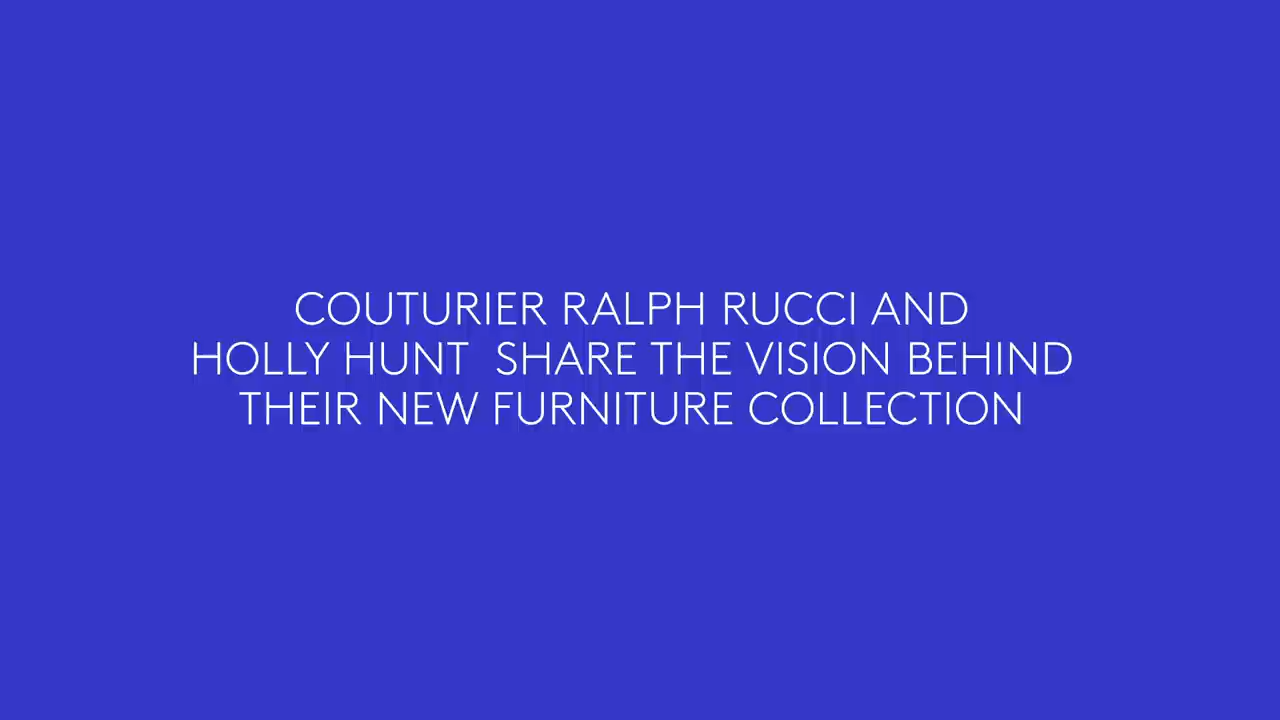 COUTURIER RALPH RUCCI AND
HOLLY HUNT  SHARE THE VISION BEHIND
THEIR NEW FURNITURE COLLECTION